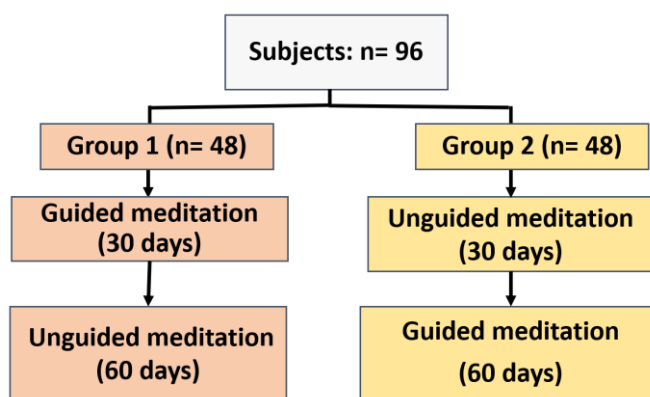 Subjects: n= 96
Group 1 (n= 48)
Group 2 (n= 48)
Guided meditation
(30 days)
Unguided meditation
(30 days)
Unguided meditation
(60 days)
Guided meditation
(60 days)